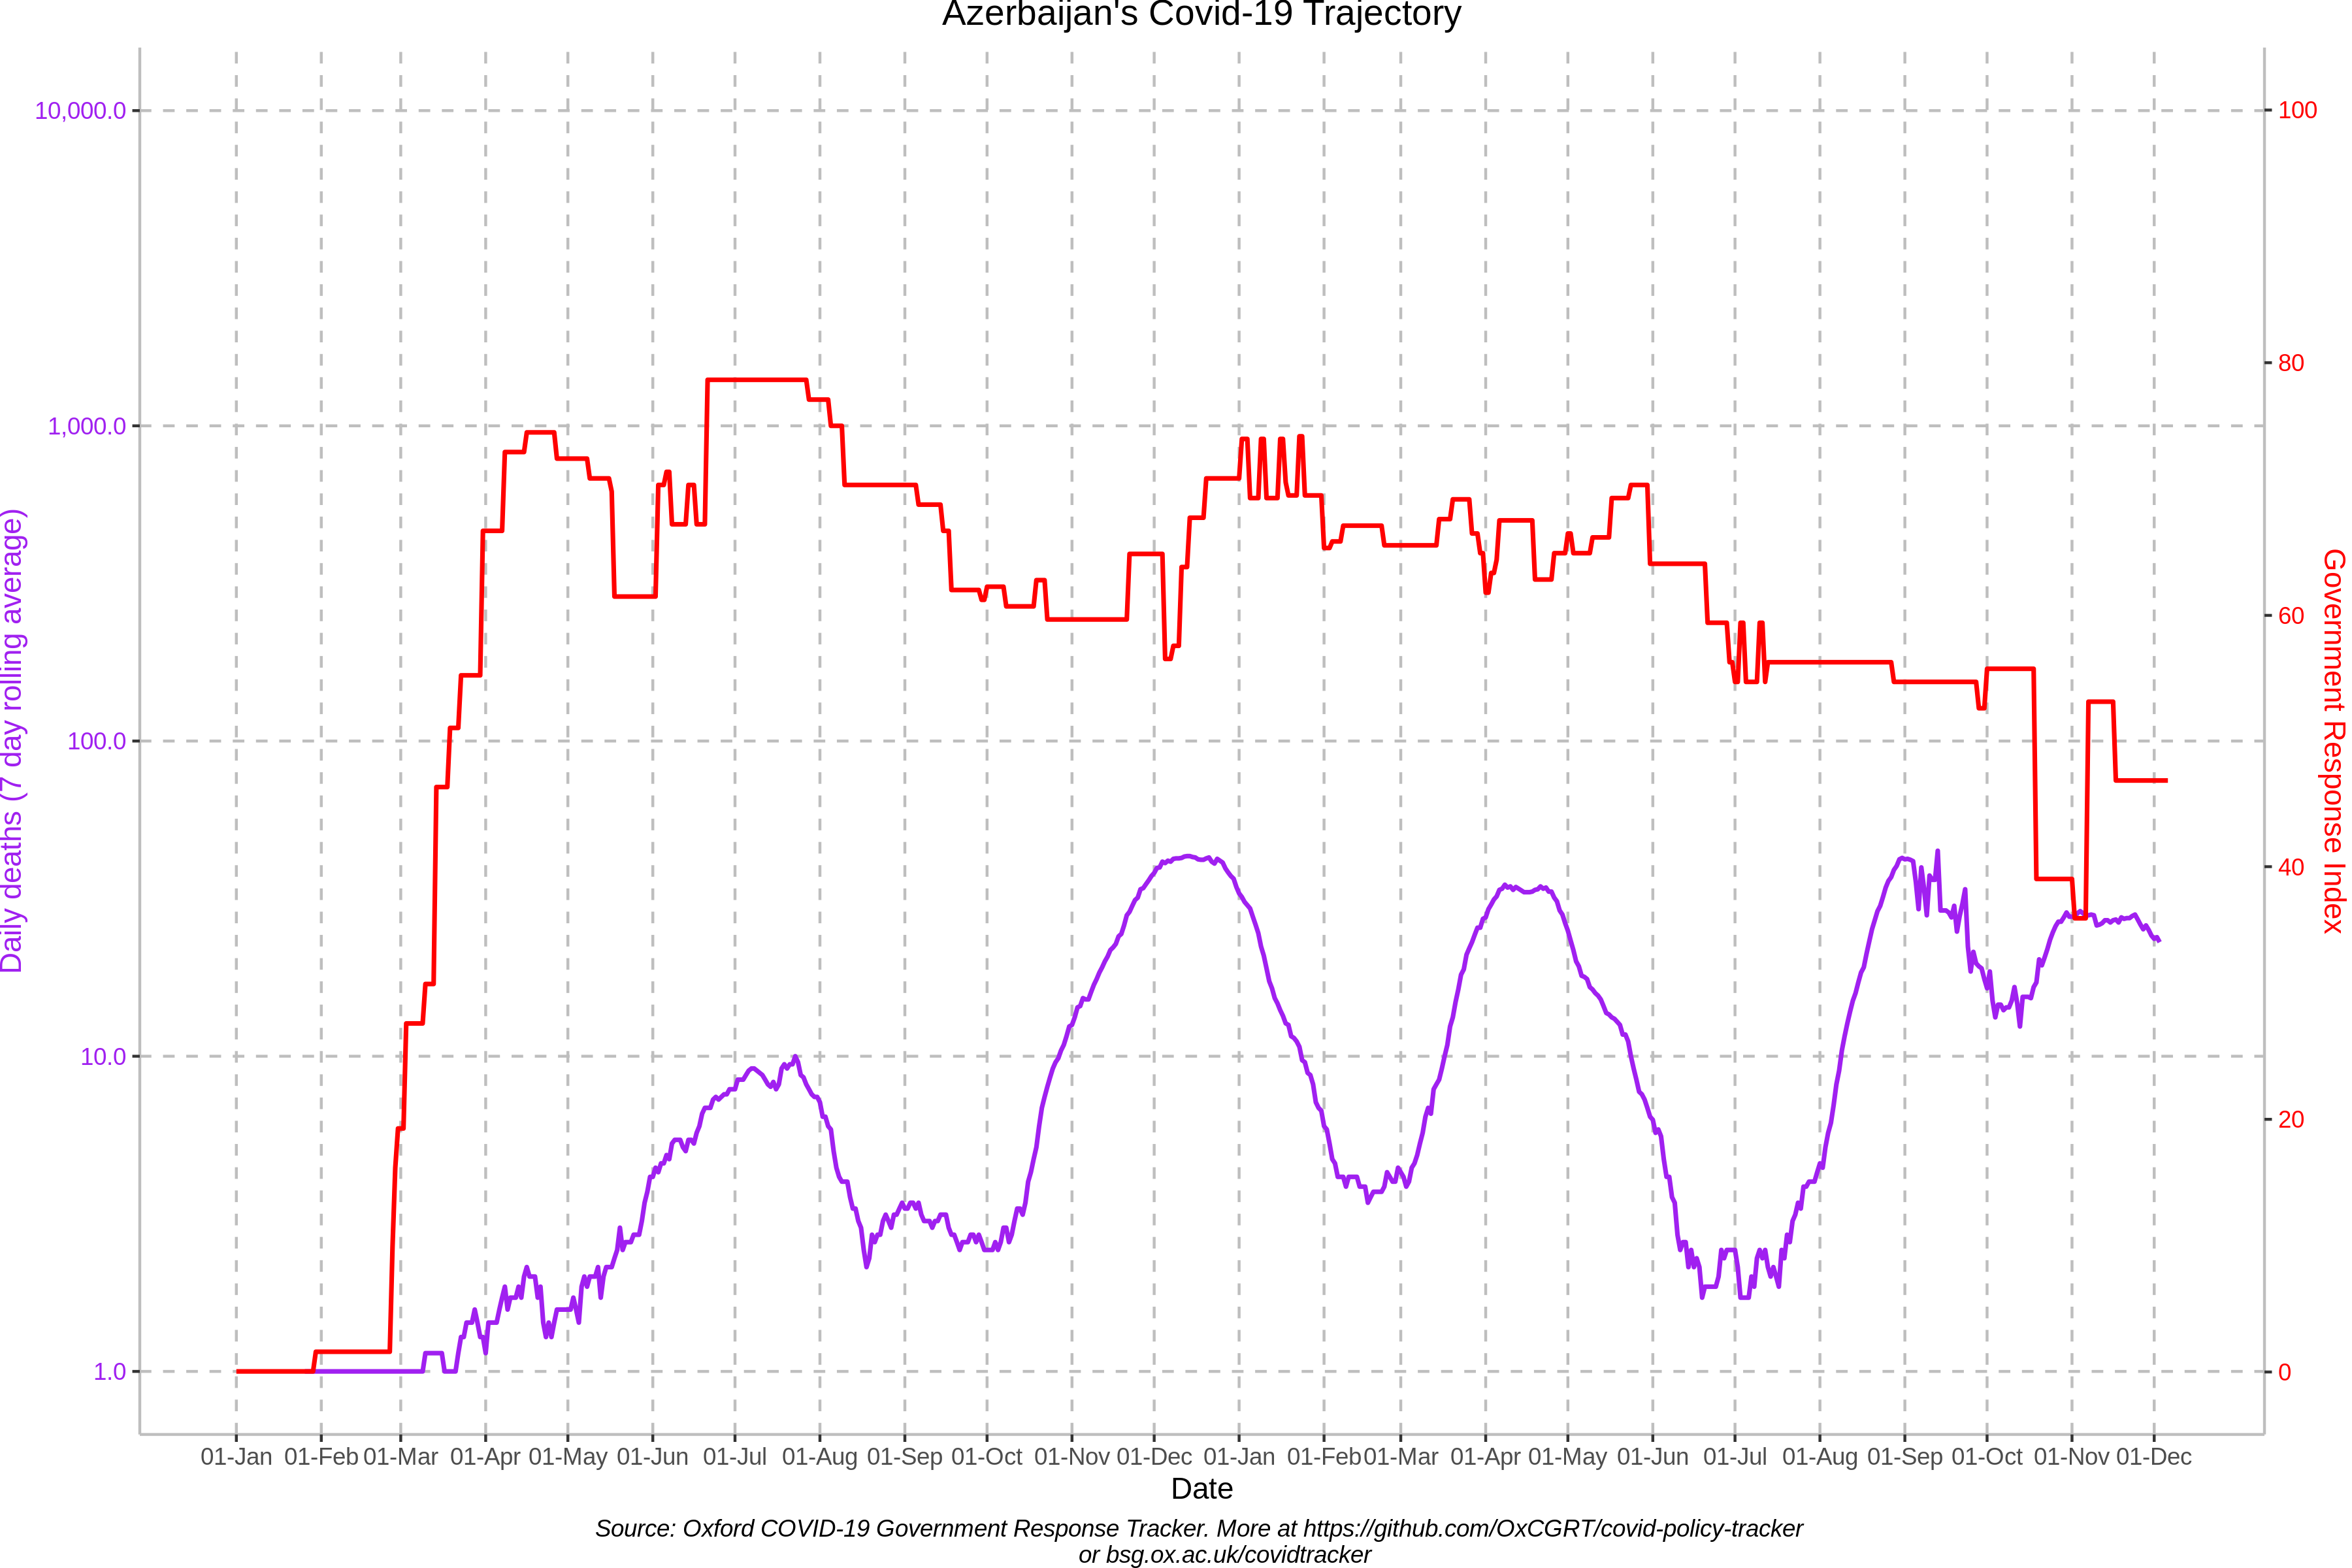 Azerbaijan's Covid-19 Trajectory
10,000.0
1,000.0
100.0
10.0
1.0
Daily deaths (7 day rolling average)
100
80
60
40
20
0
Government Response Index
01-Jan 01-Feb 01-Mar 01-Apr 01-May 01-Jun 01-Jul 01-Aug 01-Sep 01-Oct 01-Nov 01-Dec 01-Jan 01-Feb 01-Mar 01-Apr 01-May 01-Jun 01-Jul 01-Aug 01-Sep 01-Oct 01-Nov 01-Dec
Date
Source: Oxford COVID-19 Government Response Tracker. More at https://github.com/OxCGRT/covid-policy-tracker
or bsg.ox.ac.uk/covidtracker